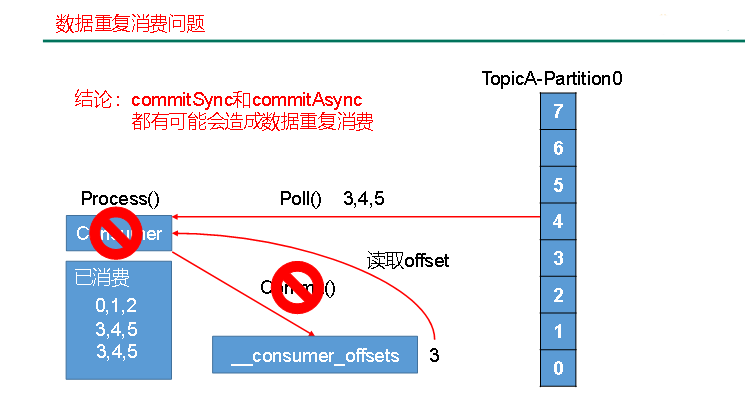 数据重复消费问题
结论：commitSync和commitAsync
都有可能会造成数据重复消费
TopicA-Partition0
7
6
5
4
3
2
1
0
Process()
Poll() 3,4,5
Consumer
读取offset
已消费
0,1,2
3,4,5
3,4,5
Commit()
__consumer_offsets
3